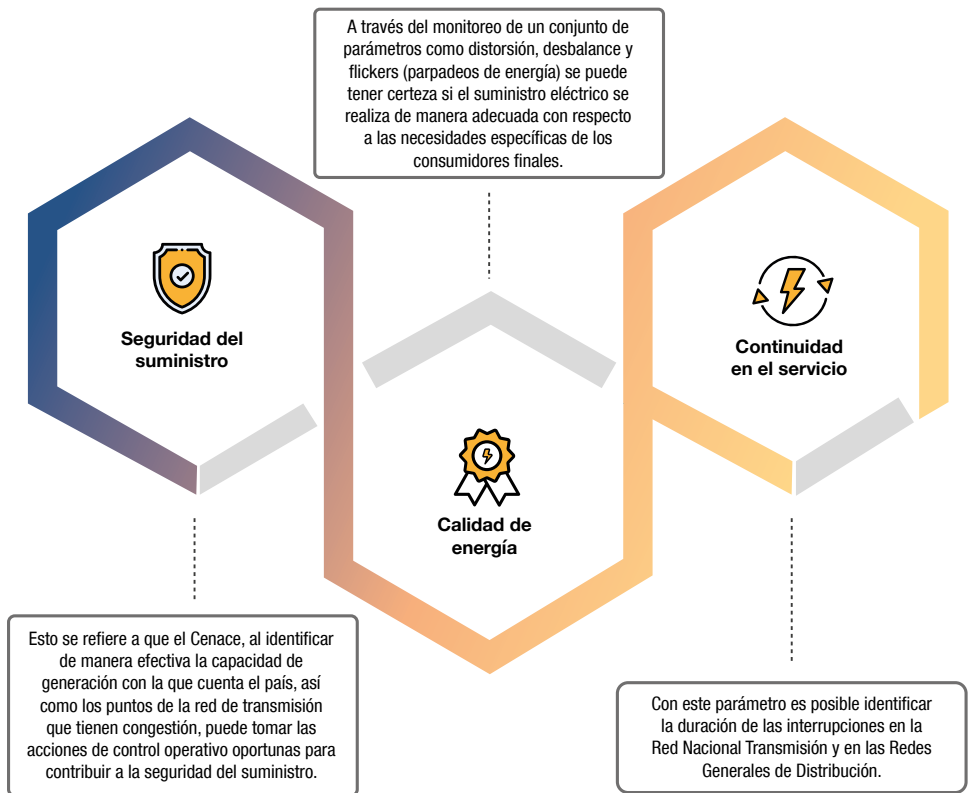 A través del monitoreo de un conjunto de
parámetros como distorsión, desbalance y
flickers (parpadeos de energía) se puede
tener certeza si el suministro eléctrico se
realiza de manera adecuada con respecto
a las necesidades específicas de los
consumidores finales.
Seguridad del
suministro
Calidad de
energía
Continuidad
en el servicio
Esto se refiere a que el Cenace, al identificar
de manera efectiva la capacidad de
generación con la que cuenta el país, así
como los puntos de la red de transmisión
que tienen congestión, puede tomar las
acciones de control operativo oportunas para
contribuir a la seguridad del suministro.
Con este parámetro es posible identificar
la duración de las interrupciones en la
Red Nacional Transmisión y en las Redes
Generales de Distribución.